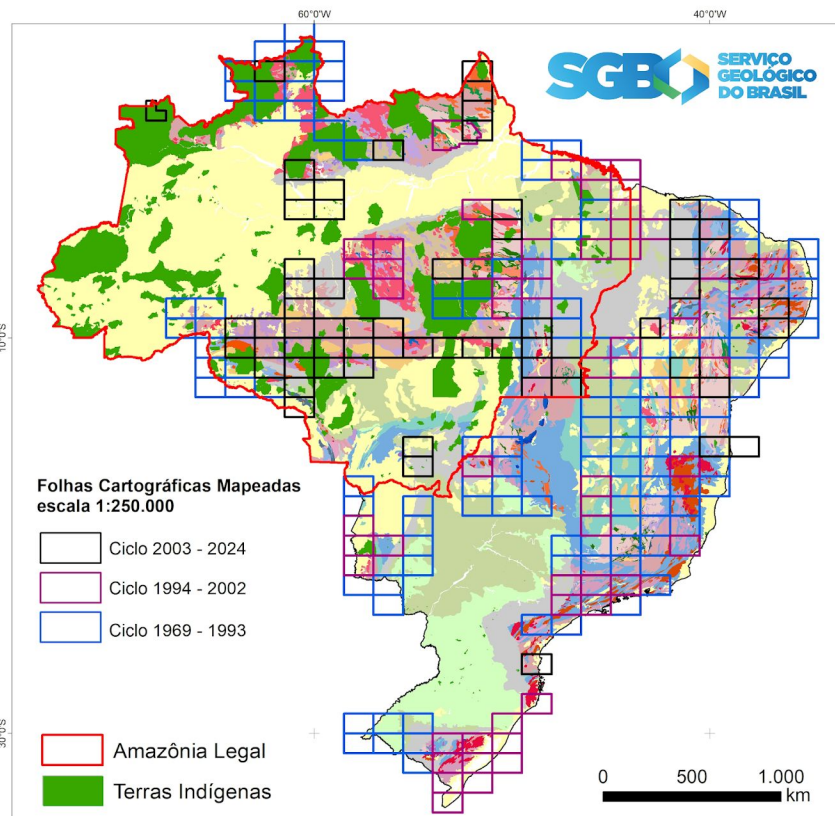 60°0'W
40°0'W
SGB
SERVIÇO
GEOLÓGICO
DO BRASIL
10°0'S
Folhas Cartográficas Mapeadas
escala 1:250.000
Ciclo 2003 - 2024
Ciclo 1994 - 2002
Ciclo 1969 - 1993
30°0'S
Amazônia Legal
Terras Indígenas
0 500 1.000
km